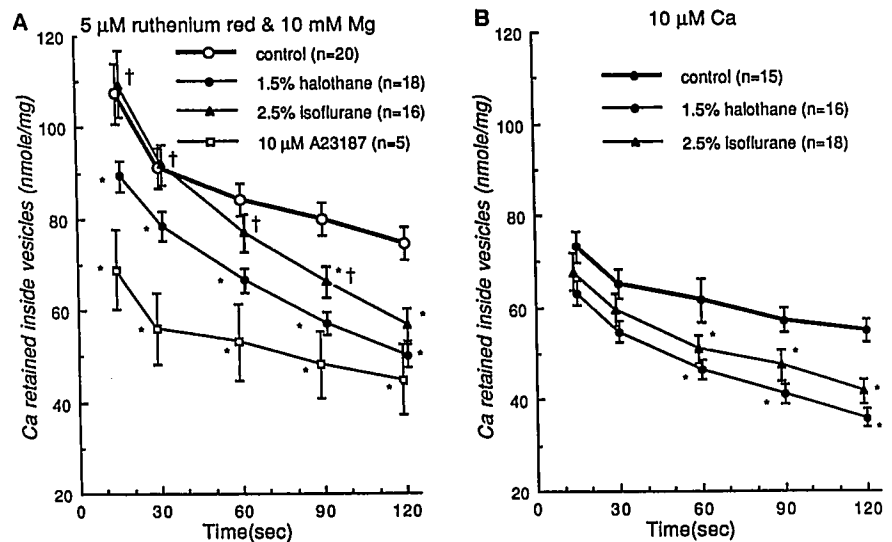 A
5 µM ruthenium red & 10 mM Mg
control (n=20)
1.5% halothane (n=18)
2.5% isoflurane (n=16)
10 µM A23187 (n=5)
Ca retained inside vesicles (nmole/mg)
120
100
80
60
40
20
0 30 60 90 120
Time(sec)
† † † *† *
* * * * *
* * * * *
B
10 µM Ca
control (n=15)
1.5% halothane (n=16)
2.5% isoflurane (n=18)
Ca retained inside vesicles (nmole/mg)
120
100
80
60
40
20
0 30 60 90 120
Time(sec)
* * *
* * *